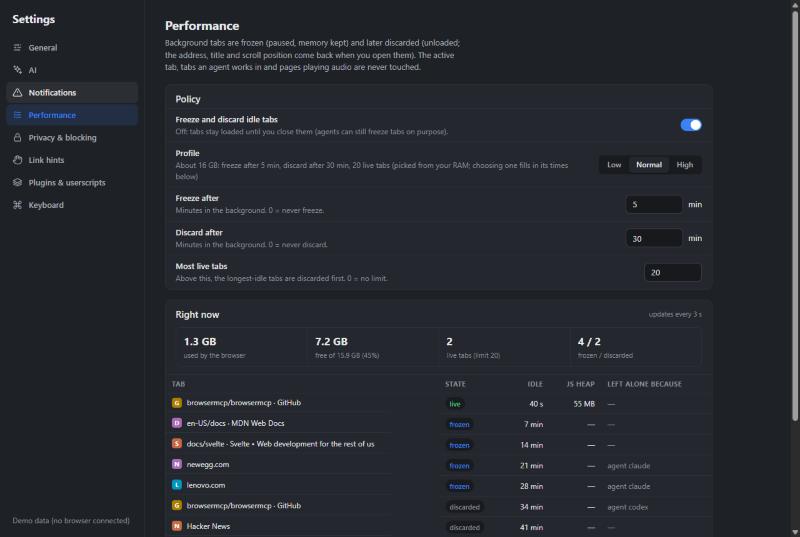 Settings
General
AI
Notifications
Performance
Privacy & blocking
Link hints
Plugins & userscripts
Keyboard
Demo data (no browser connected)
Performance
Background tabs are frozen (paused, memory kept) and later discarded (unloaded;
the address, title and scroll position come back when you open them). The active
tab, tabs an agent works in and pages playing audio are never touched.
Policy
Freeze and discard idle tabs
Off: tabs stay loaded until you close them (agents can still freeze tabs on purpose).
Profile
About 16 GB: freeze after 5 min, discard after 30 min, 20 live tabs (picked from your RAM; choosing one fills in its times
below)
Low Normal High
Freeze after
Minutes in the background. 0 = never freeze.
5 min
Discard after
Minutes in the background. 0 = never discard.
30 min
Most live tabs
Above this, the longest-idle tabs are discarded first. 0 = no limit.
20
Right now updates every 3 s
1.3 GB 7.2 GB 2 4 / 2
used by the browser free of 15.9 GB (45%) live tabs (limit 20) frozen / discarded
TAB STATE IDLE JS HEAP LEFT ALONE BECAUSE
G browsermcp/browsermcp · GitHub live 40 s 55 MB —
D en-US/docs · MDN Web Docs frozen 7 min — —
S docs/svelte · Svelte • Web development for the rest of us frozen 14 min — —
N newegg.com frozen 21 min — agent claude
L lenovo.com frozen 28 min — agent claude
G browsermcp/browsermcp · GitHub discarded 34 min — agent codex
N Hacker News discarded 41 min — —